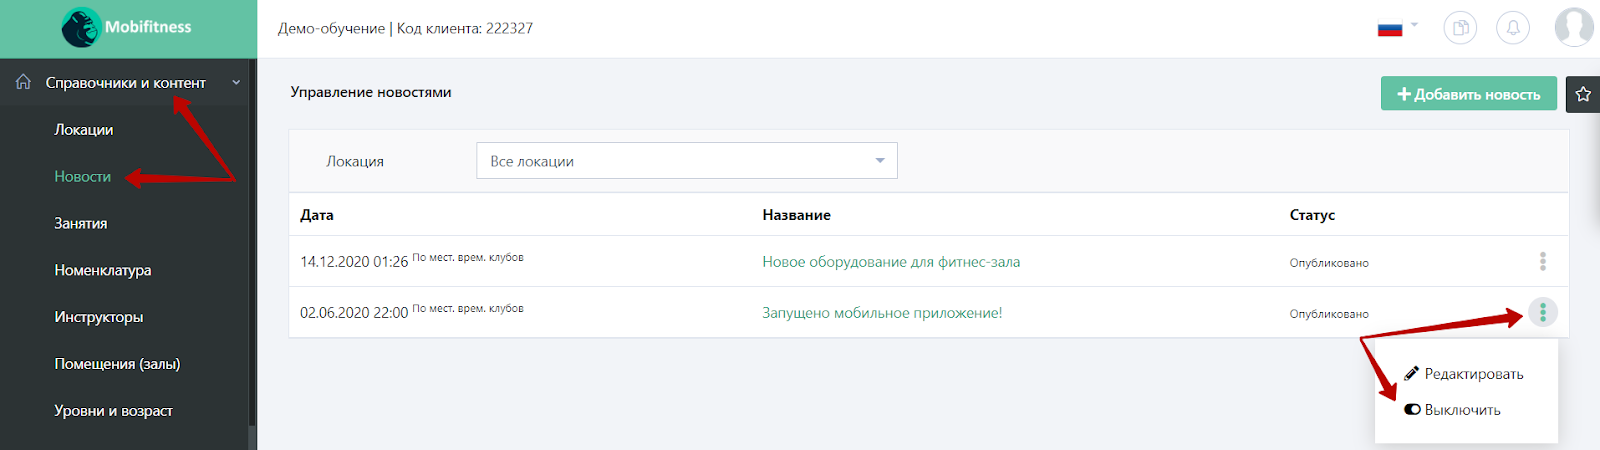 Mobifitness
Демо-обучение | Код клиента: 222327
Справочники и контент
Локации
Новости
Занятия
Номенклатура
Инструкторы
Помещения (залы)
Уровни и возраст
Управление новостями
Добавить новость
Локация Все локации
Дата Название Статус
14.12.2020 01:26 По мест. врем. клубов Новое оборудование для фитнес-зала Опубликовано
02.06.2020 22:00 По мест. врем. клубов Запущено мобильное приложение! Опубликовано
Редактировать
Выключить